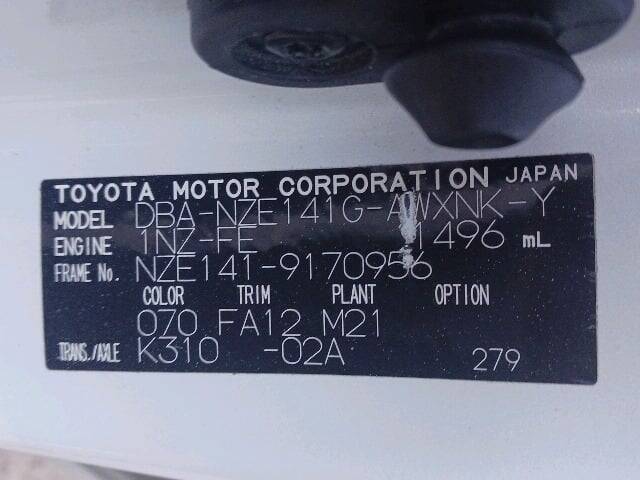 TOYOTA MOTOR CORPORATION JAPAN
MODEL DBA-NZE141G-AWXNK-Y
ENGINE 1NZ-FE 1496 mL
FRAME No. NZE141-9170956
COLOR TRIM PLANT OPTION
070 FA12 M21
TRANS./AXLE K310 -02A 279